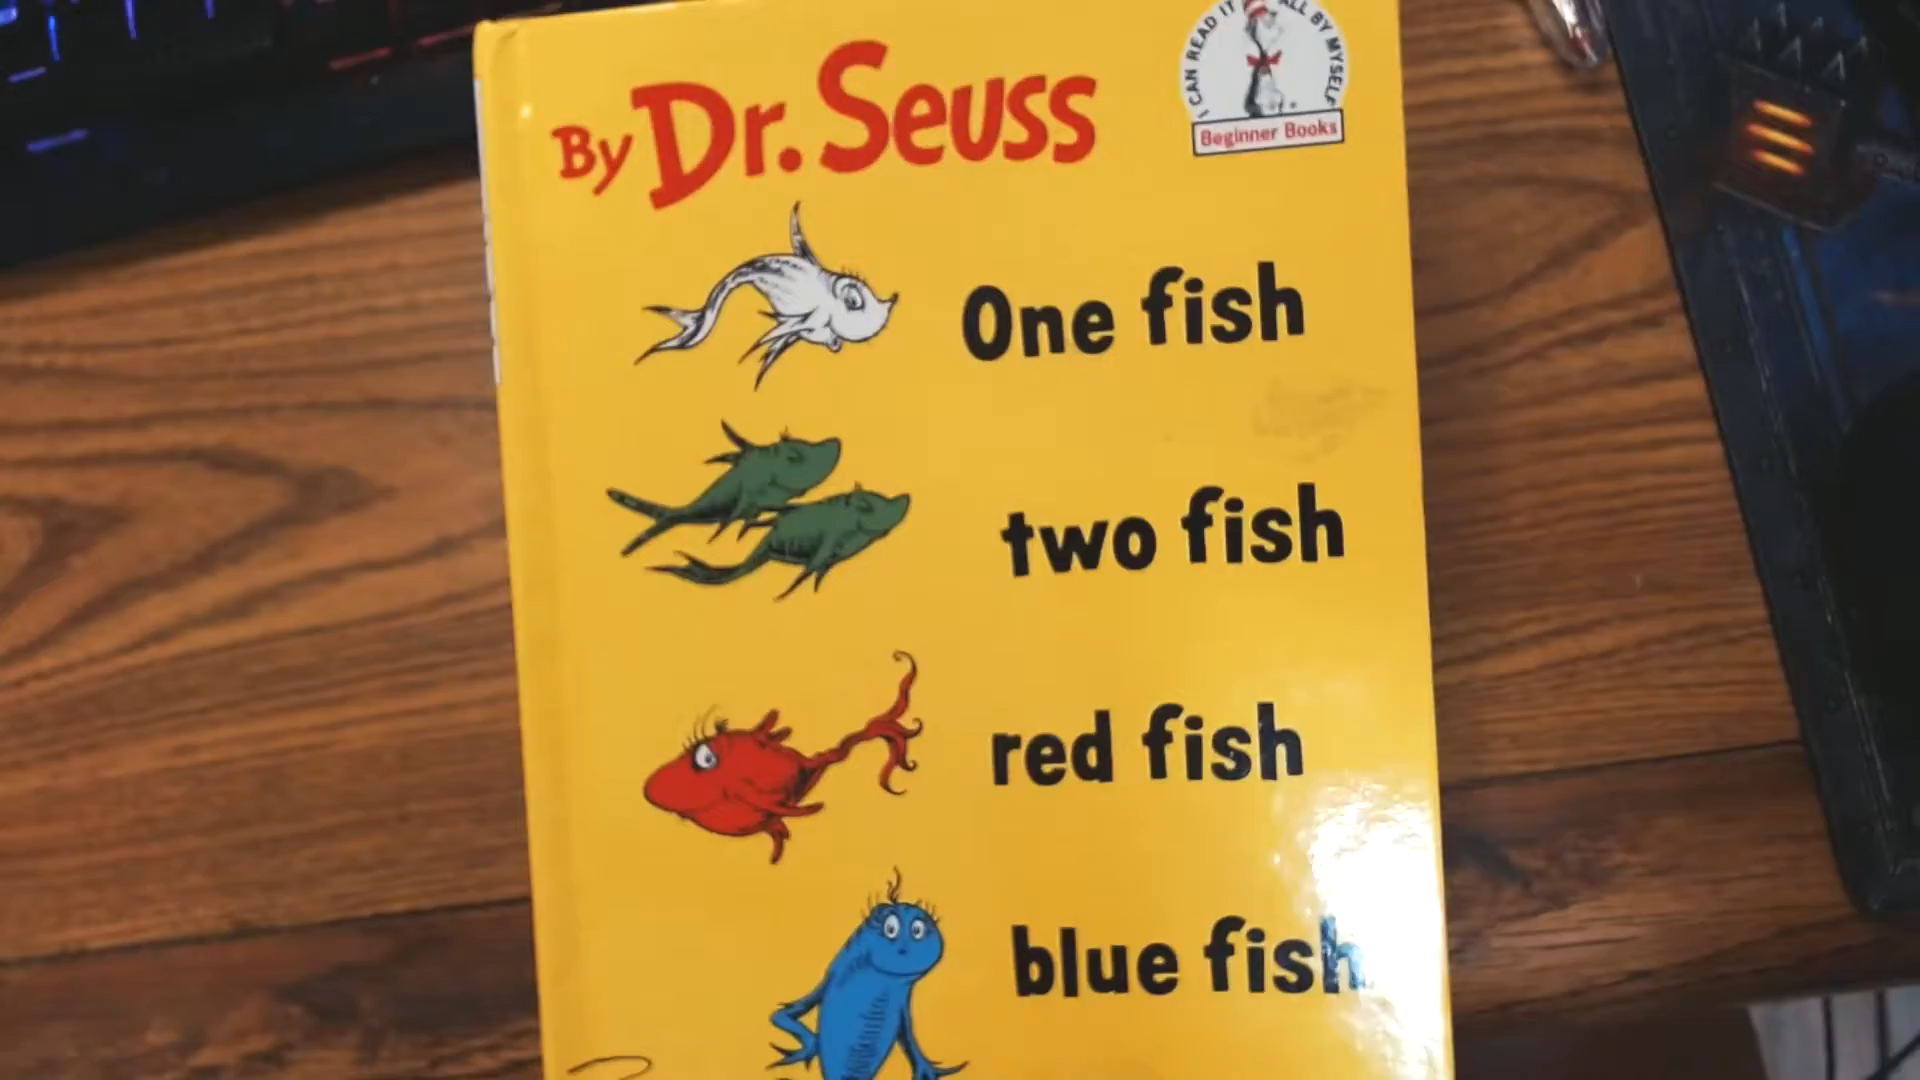 By Dr. Seuss
I CAN READ IT ALL BY MYSELF
Beginner Books
One fish
two fish
red fish
blue fish